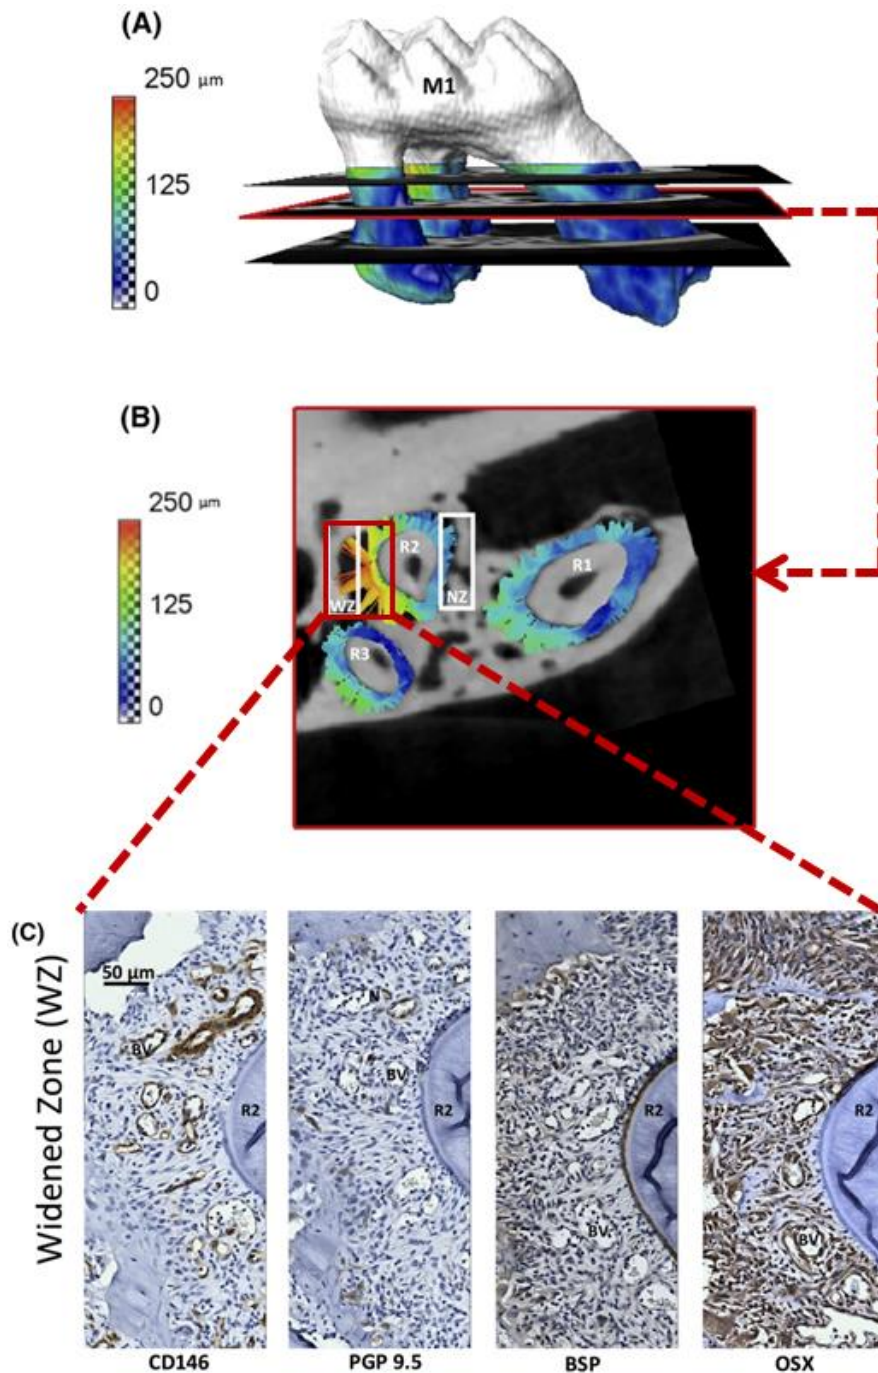 (A)
250 μm
125
0
M1
(B)
250 μm
125
0
R2
WZ
NZ
R1
R3
(C)
Widened Zone (WZ)
50 μm
BV
R2
N
BV
R2
R2
BV
R2
BV
CD146
PGP 9.5
BSP
OSX